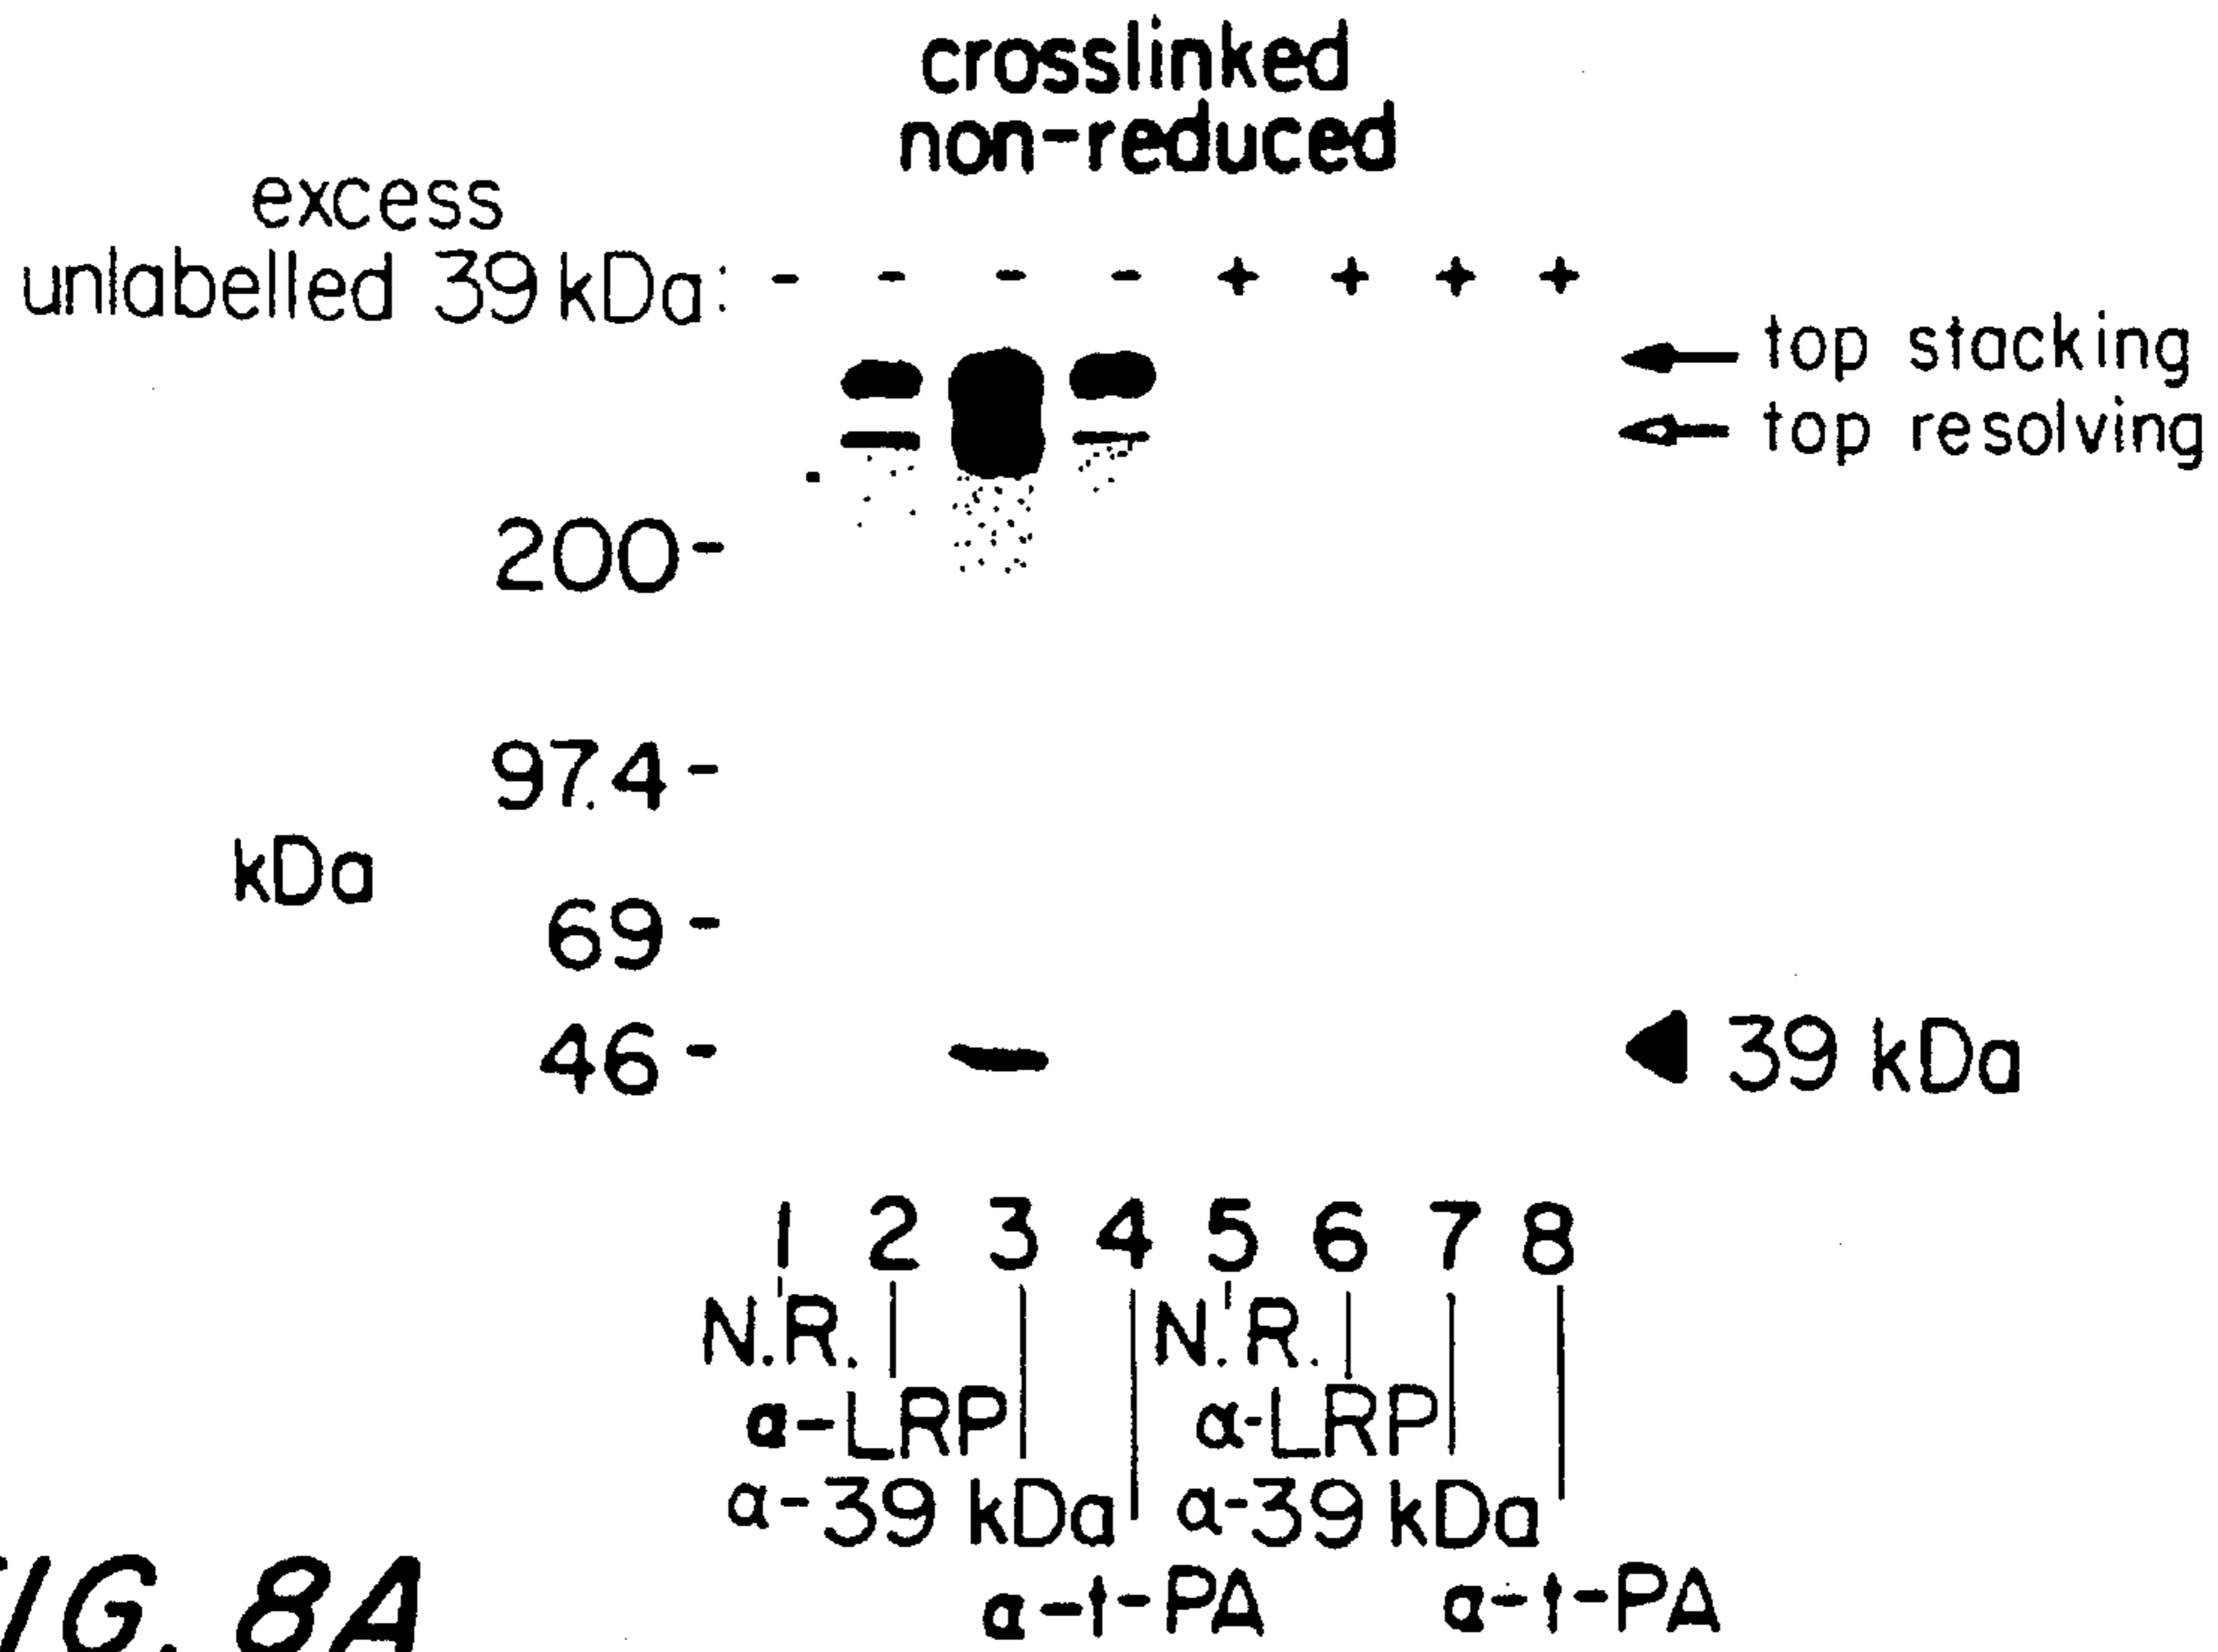 crosslinked
non-reduced
excess
unlabelled 39 kDa: - - - - + + + +
top stacking
top resolving
200-
97.4-
kDa
69-
46-
39 kDa
1 2 3 4 5 6 7 8
N.R. N.R.
α-LRP α-LRP
α-39 kDa α-39 kDa
α-t-PA α-t-PA
IG. 8A